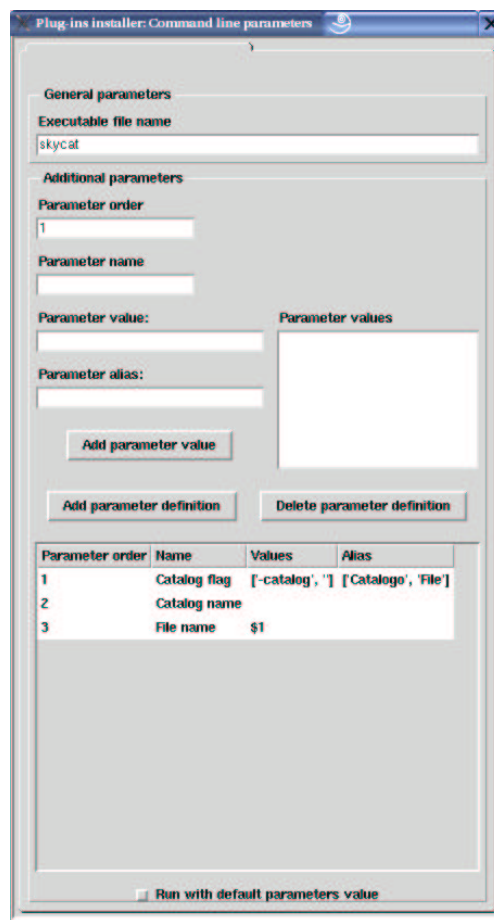 Plug-ins installer: Command line parameters
General parameters
Executable file name
skycat
Additional parameters
Parameter order
1
Parameter name
Parameter value:
Parameter values
Parameter alias:
Add parameter value
Add parameter definition
Delete parameter definition
Parameter order Name Values Alias
1 Catalog flag ['-catalog', ''] ['Catalogo', 'File']
2 Catalog name
3 File name $1
Run with default parameters value